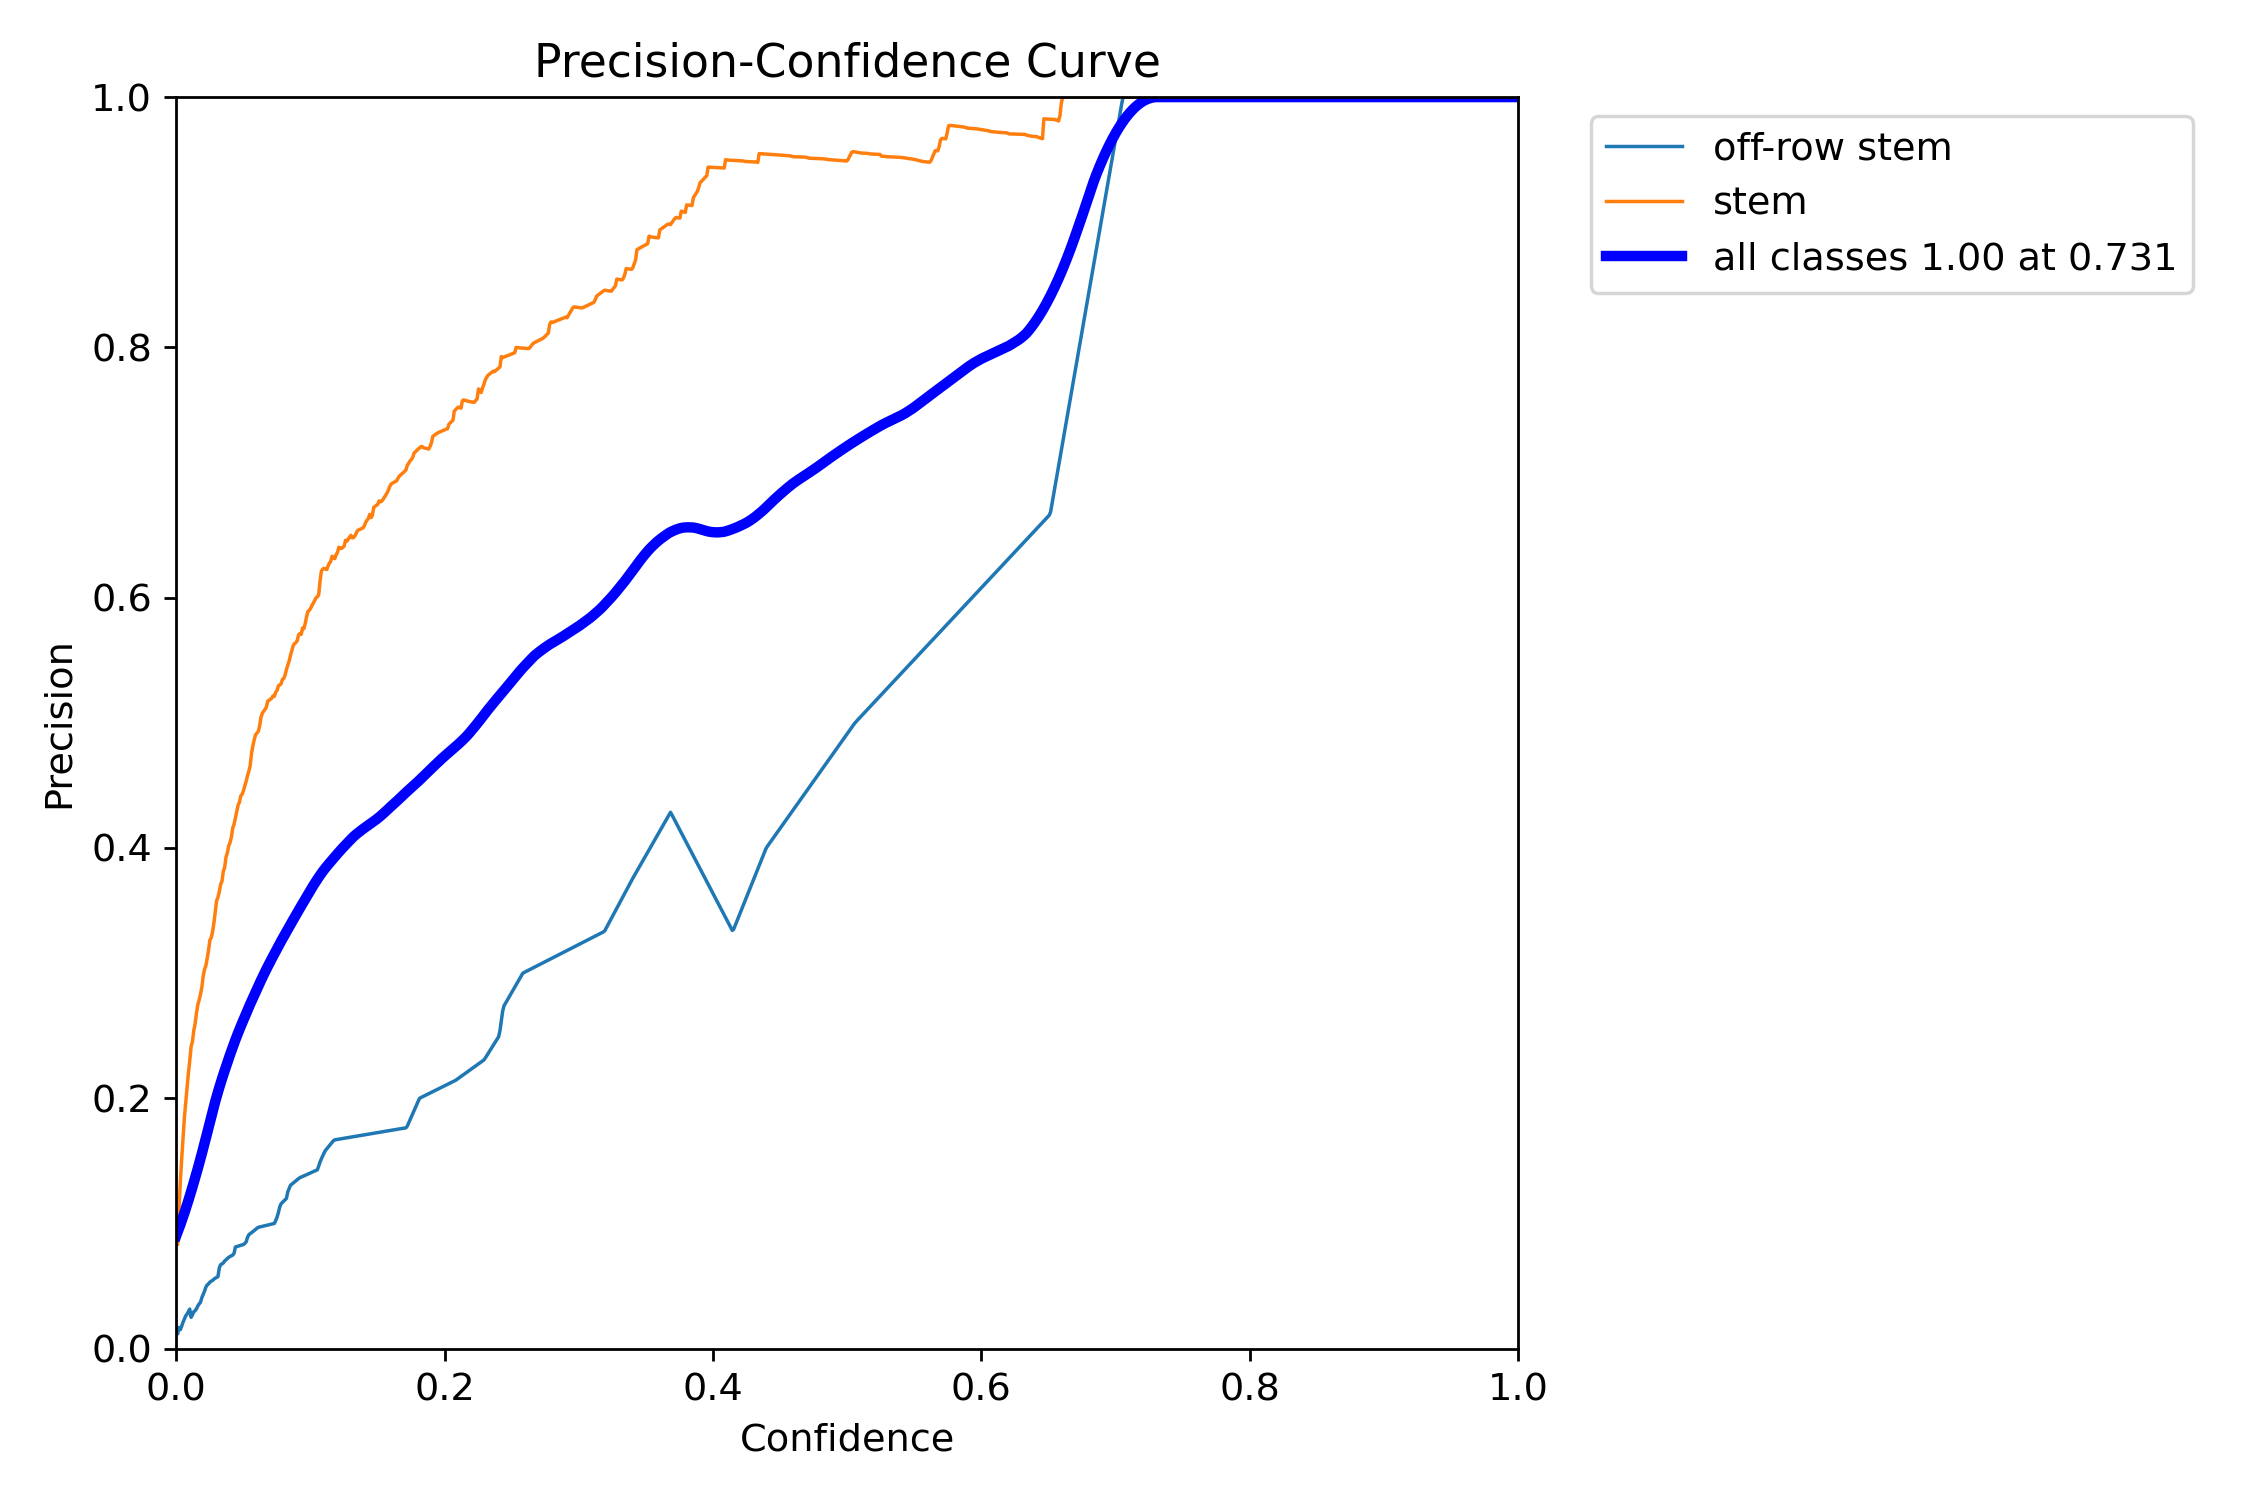 Precision-Confidence Curve
1.0
0.8
0.6
0.4
0.2
0.0
Precision
0.0 0.2 0.4 0.6 0.8 1.0
Confidence
off-row stem
stem
all classes 1.00 at 0.731